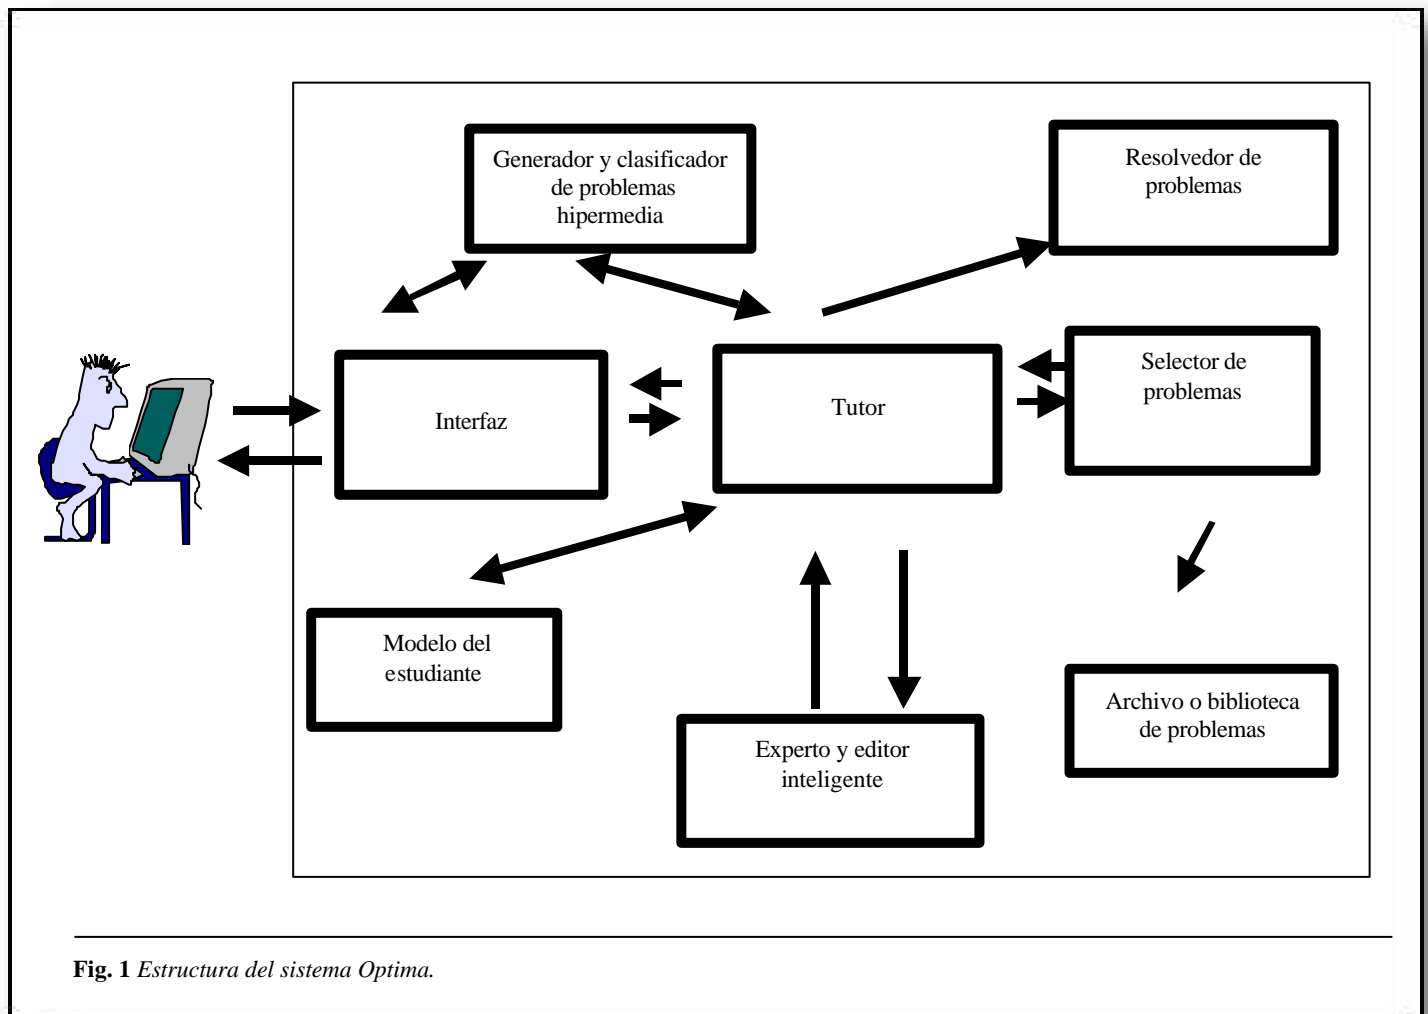 Generador y clasificador
de problemas
hipermedia
Resolvedor de
problemas
Interfaz
Tutor
Selector de
problemas
Modelo del
estudiante
Experto y editor
inteligente
Archivo o biblioteca
de problemas
Fig. 1 Estructura del sistema Optima.